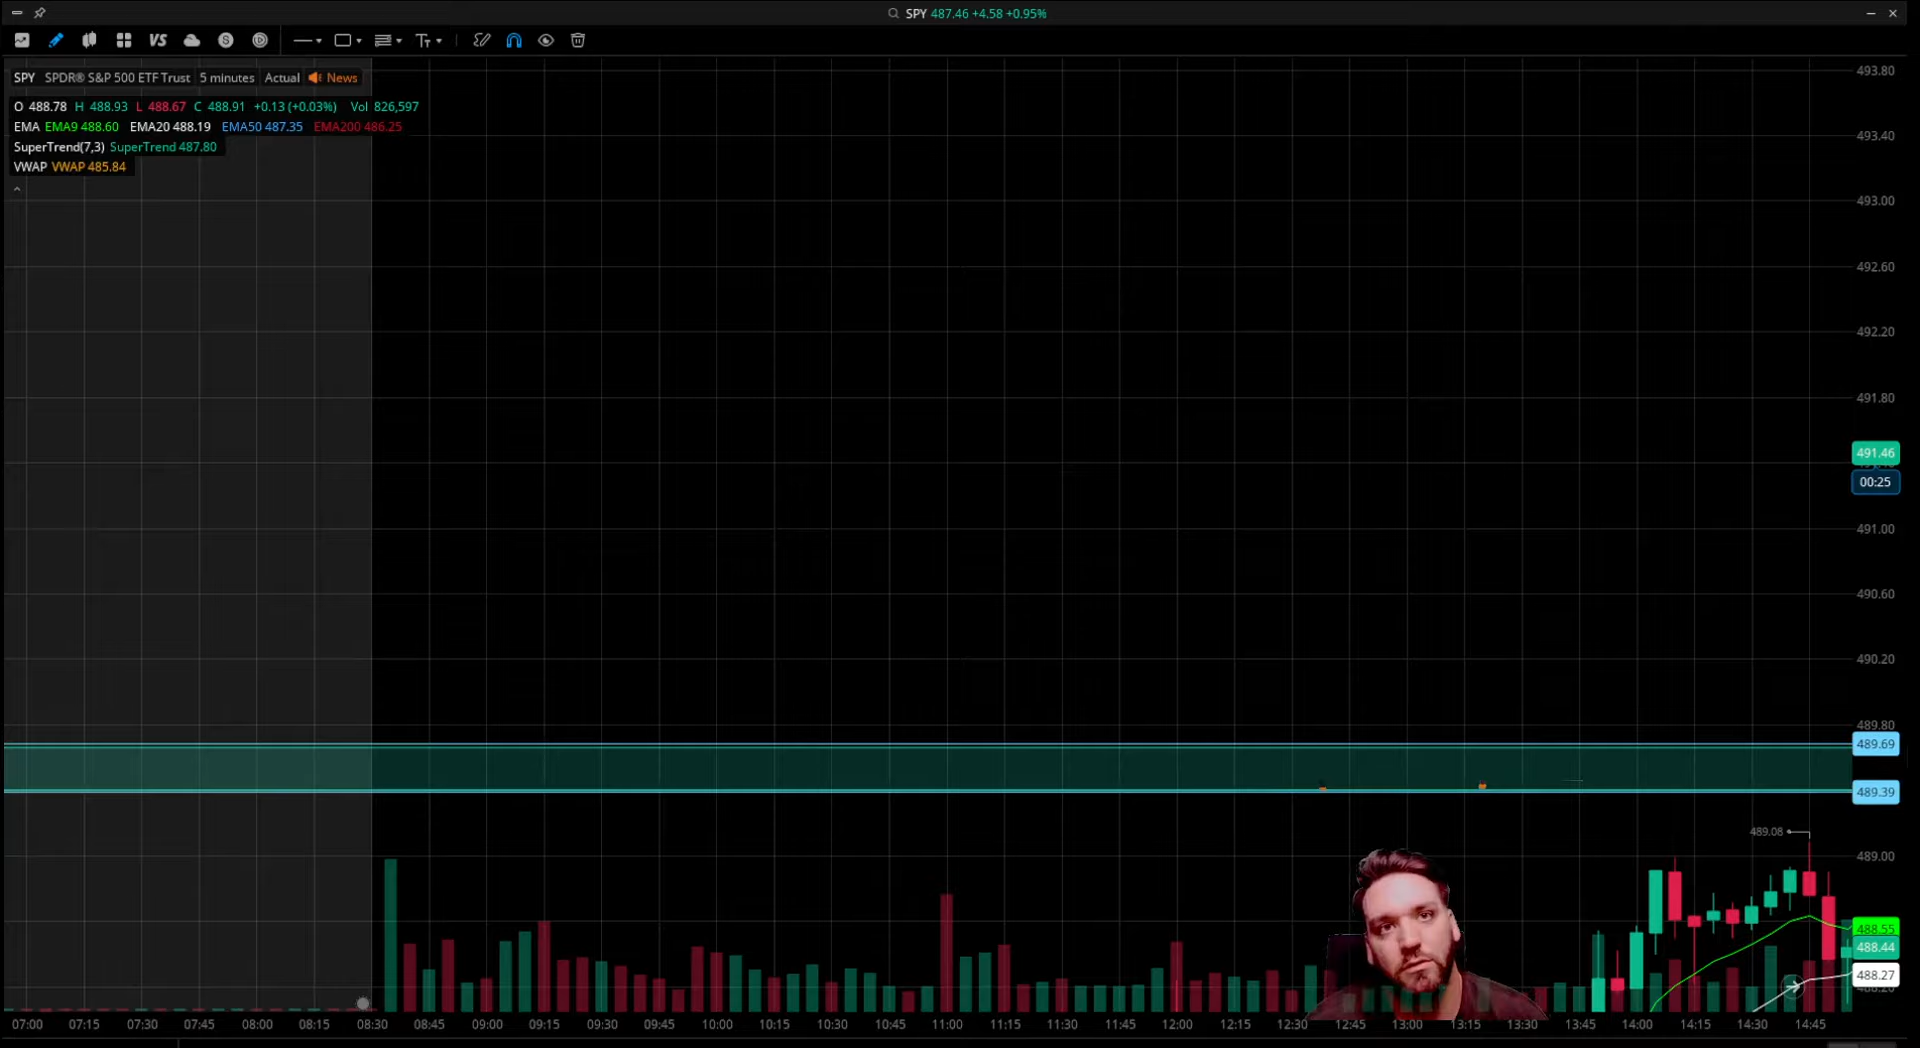 SPY 487.46 +4.58 +0.95%
VS
SPY SPDR® S&P 500 ETF Trust 5 minutes Actual News
O 488.78 H 488.93 L 488.67 C 488.91 +0.13 (+0.03%) Vol 826,597
EMA EMA9 488.60 EMA20 488.19 EMA50 487.35 EMA200 486.25
SuperTrend(7,3) SuperTrend 487.80
VWAP VWAP 485.84
493.80
493.40
493.00
492.60
492.20
491.80
491.46
00:25
491.00
490.60
490.20
489.80
489.69
489.39
489.08
489.00
488.55
488.44
488.27
07:00 07:15 07:30 07:45 08:00 08:15 08:30 08:45 09:00 09:15 09:30 09:45 10:00 10:15 10:30 10:45 11:00 11:15 11:30 11:45 12:00 12:15 12:30 12:45 13:00 13:15 13:30 13:45 14:00 14:15 14:30 14:45